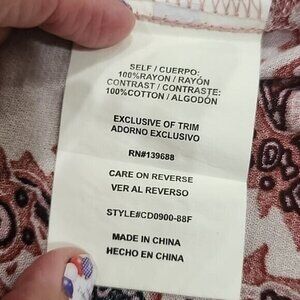 SELF / CUERPO:
100%RAYON / RAYÓN
CONTRAST / CONTRASTE:
100%COTTON / ALGODÓN
EXCLUSIVE OF TRIM
ADORNO EXCLUSIVO
RN#139688
CARE ON REVERSE
VER AL REVERSO
STYLE#CD0900-88F
MADE IN CHINA
HECHO EN CHINA